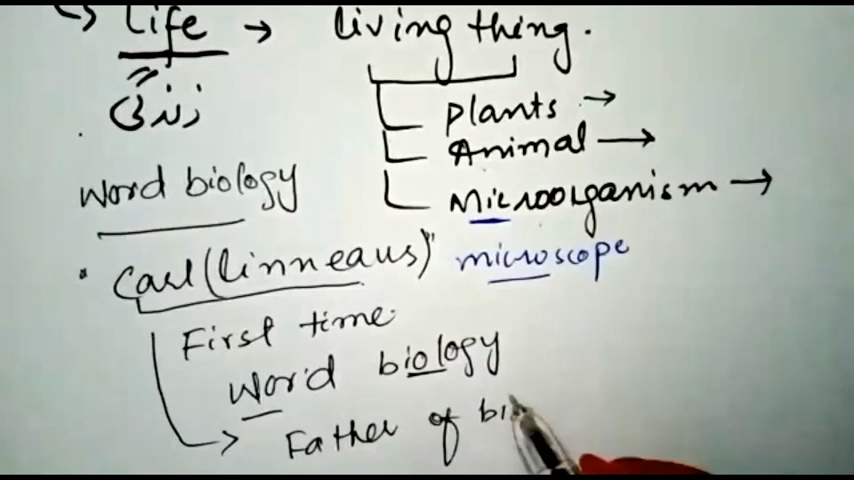 Life → living thing.
زندگی
plants →
Animal →
word biology
Microorganism →
"Carl (linneaus)" microscope
First time
word biology
Father of bi